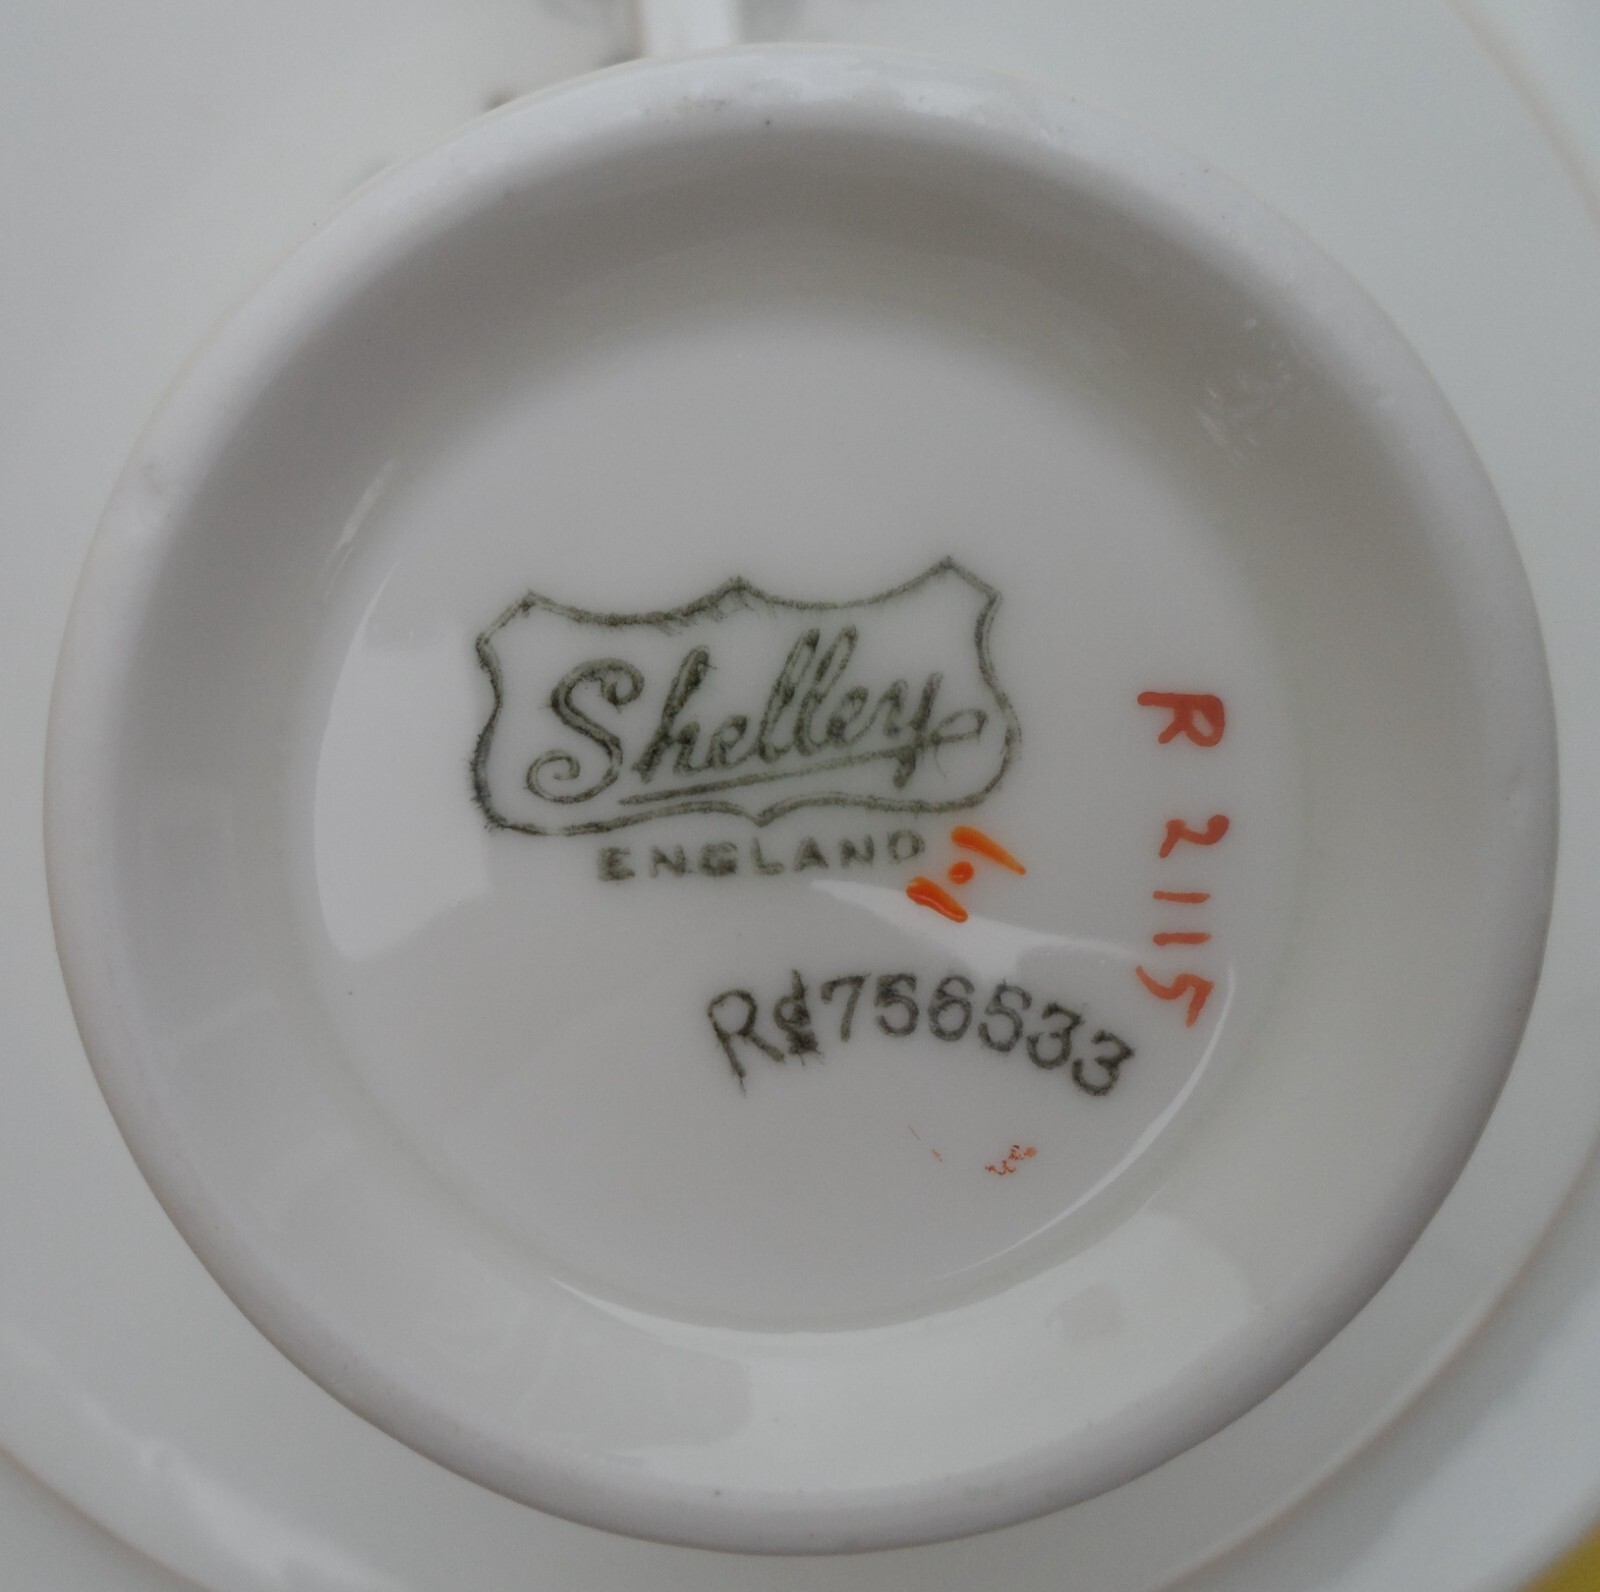 Shelley
ENGLAND
Rd 756533
R 2115